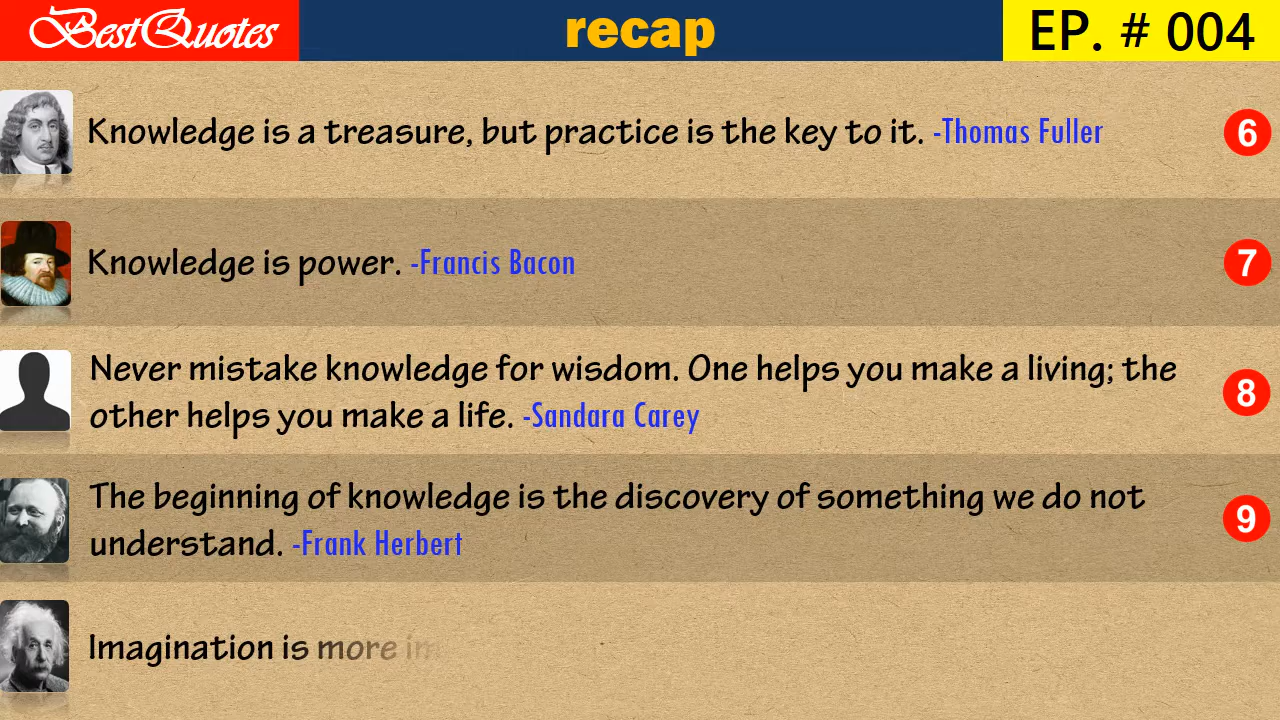 BestQuotes
recap
EP. # 004
Knowledge is a treasure, but practice is the key to it. -Thomas Fuller
6
Knowledge is power. -Francis Bacon
7
Never mistake knowledge for wisdom. One helps you make a living; the
other helps you make a life. -Sandara Carey
8
The beginning of knowledge is the discovery of something we do not
understand. -Frank Herbert
9
Imagination is more